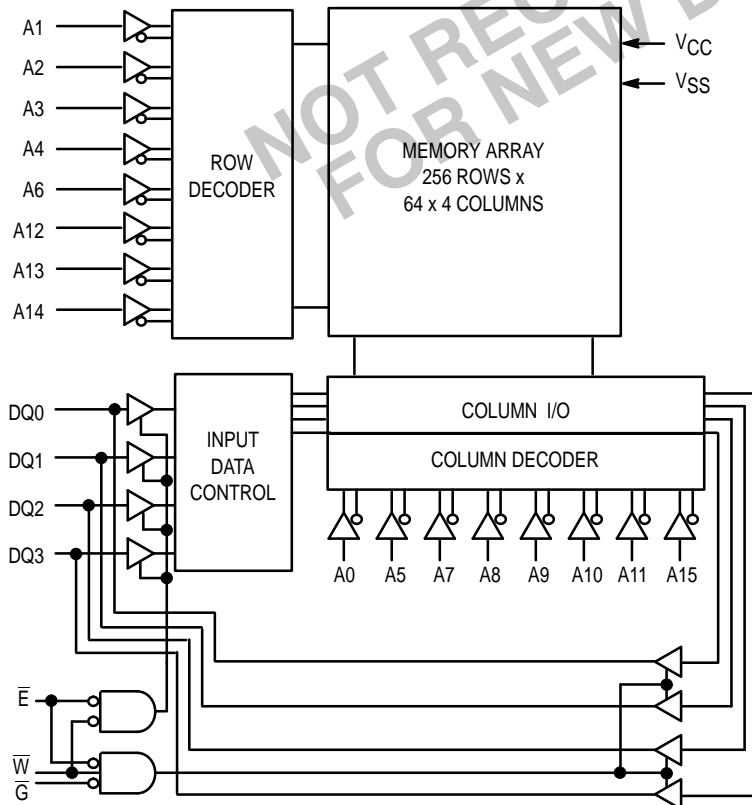 NOT REC
FOR NEW D
A1
A2
A3
A4
A6
A12
A13
A14
ROW
DECODER
MEMORY ARRAY
256 ROWS x
64 x 4 COLUMNS
VCC
VSS
DQ0
DQ1
DQ2
DQ3
INPUT
DATA
CONTROL
COLUMN I/O
COLUMN DECODER
A0 A5 A7 A8 A9 A10 A11 A15
E̅
W̅
G̅